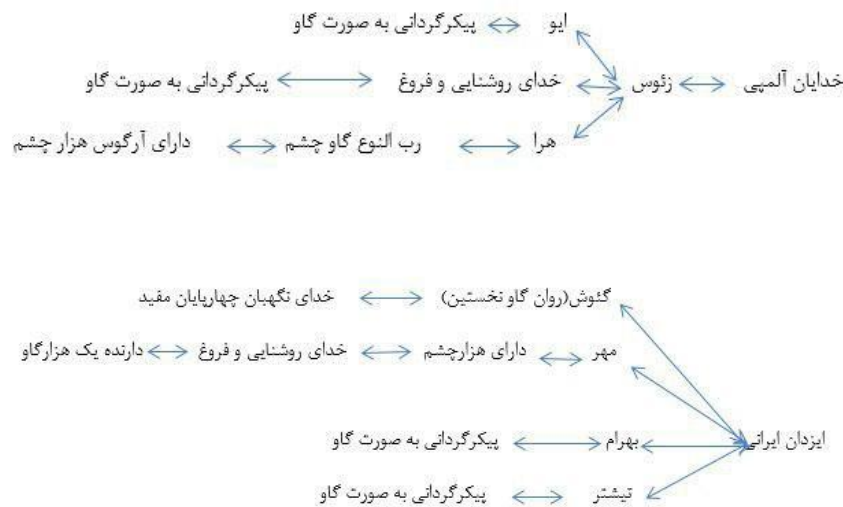 ایو پیکرگردانی به صورت گاو
خدایان آلمپی زئوس خدای روشنایی و فروغ پیکرگردانی به صورت گاو
هرا رب النوع گاو چشم دارای آرگوس هزار چشم
گئوش(روان گاو نخستین) خدای نگهبان چهارپایان مفید
مهر دارای هزارچشم خدای روشنایی و فروغ دارنده یک هزارگاو
ایزدان ایرانی بهرام پیکرگردانی به صورت گاو
تیشتر پیکرگردانی به صورت گاو